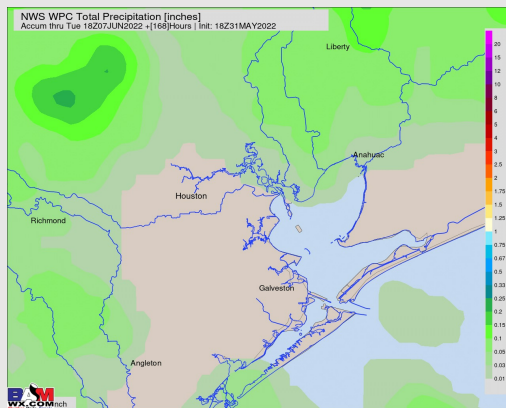 NWS WPC Total Precipitation [inches]
Accum thru Tue 18Z07JUN2022 +[168]Hours | Init: 18Z31MAY2022
Liberty
Anahuac
Houston
Richmond
Galveston
Angleton
20
15
12
10
8
6
5
4
3
2.5
2
1.75
1.5
1.25
1
0.75
0.67
0.5
0.33
0.25
0.2
0.1
0.05
0.03
0.01
BAM
WX.COM
inch